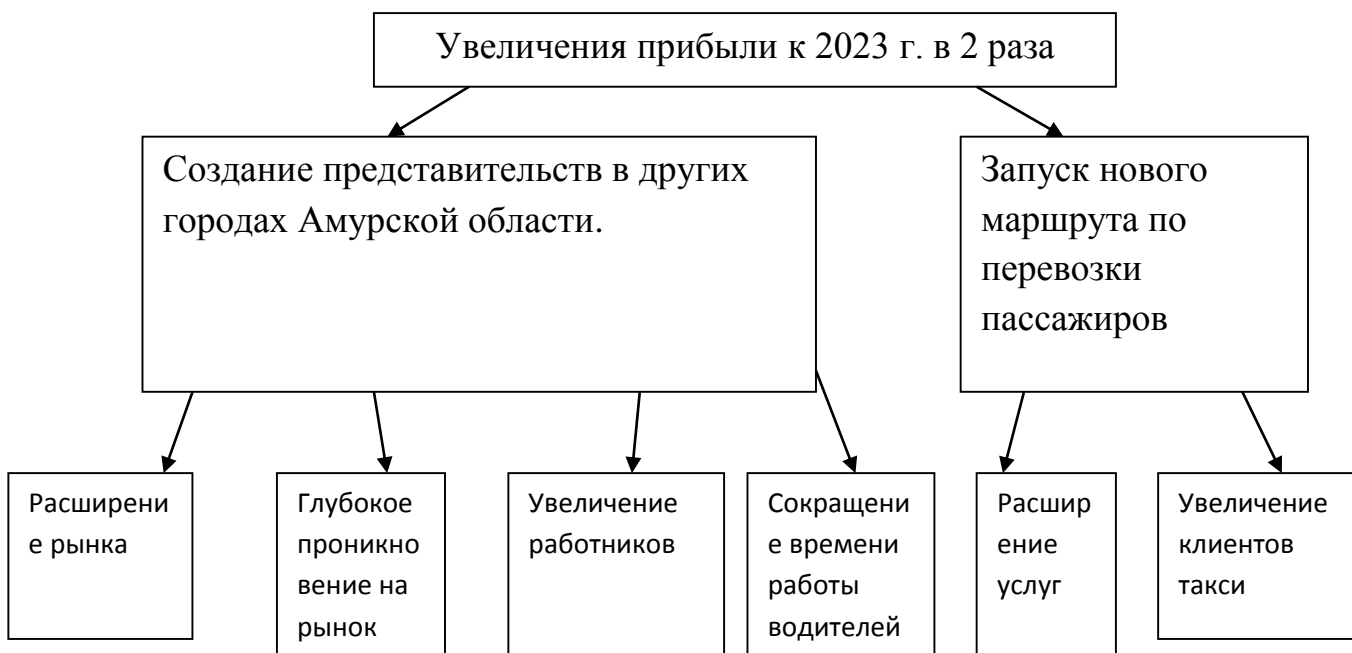 Увеличения прибыли к 2023 г. в 2 раза
Создание представительств в других
городах Амурской области.
Запуск нового
маршрута по
перевозки
пассажиров
Расширени
е рынка
Глубокое
проникно
вение на
рынок
Увеличение
работников
Сокращени
е времени
работы
водителей
Расшир
ение
услуг
Увеличение
клиентов
такси